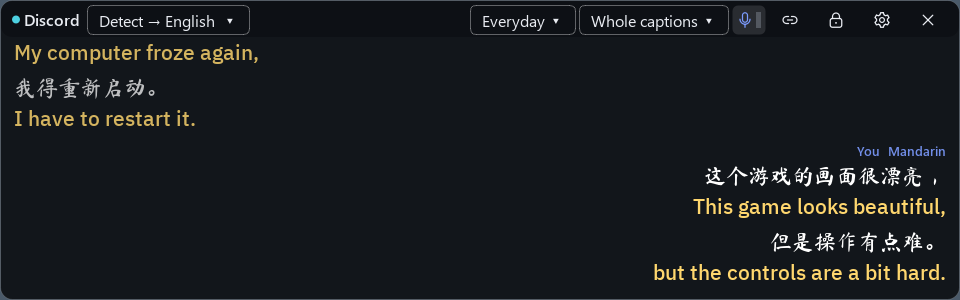 Discord
Detect → English
Everyday
Whole captions
My computer froze again,
我得重新启动。
I have to restart it.
You Mandarin
这个游戏的画面很漂亮，
This game looks beautiful,
但是操作有点难。
but the controls are a bit hard.